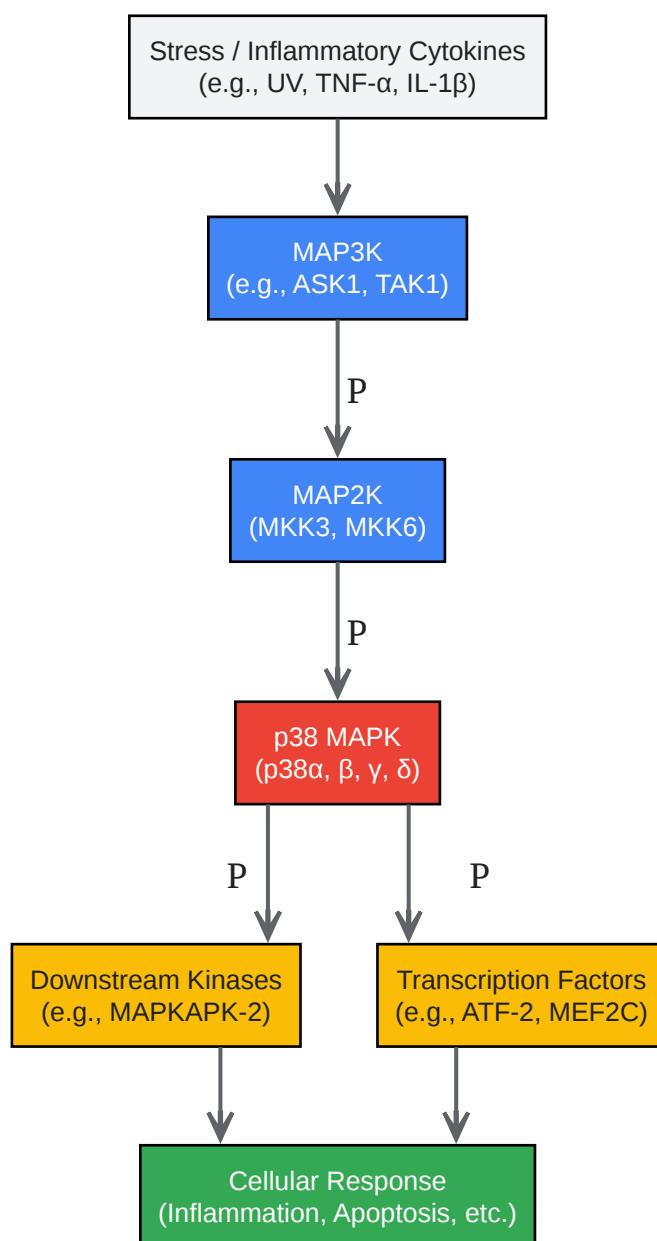 Stress / Inflammatory Cytokines
(e.g., UV, TNF-α, IL-1β)
MAP3K
(e.g., ASK1, TAK1)
P
MAP2K
(MKK3, MKK6)
P
p38 MAPK
(p38α, β, γ, δ)
P
P
Downstream Kinases
(e.g., MAPKAPK-2)
Transcription Factors
(e.g., ATF-2, MEF2C)
Cellular Response
(Inflammation, Apoptosis, etc.)